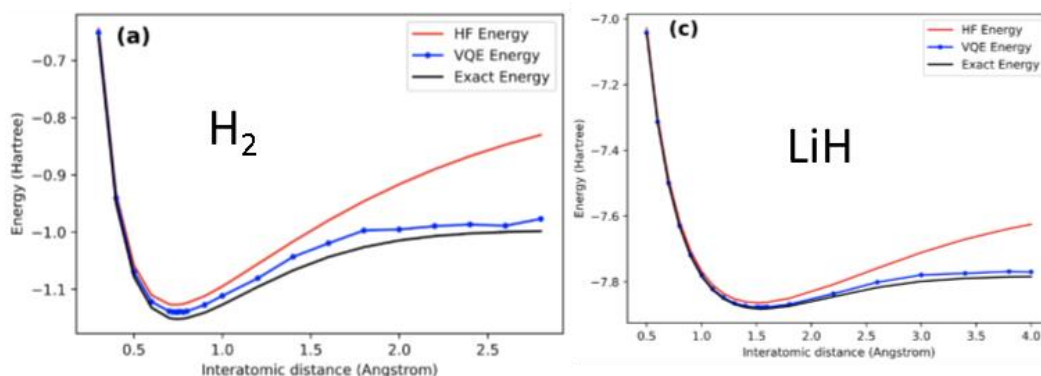 (a)
HF Energy
VQE Energy
Exact Energy
H₂
Energy (Hartree)
−0.7
−0.8
−0.9
−1.0
−1.1
0.5
1.0
1.5
2.0
2.5
Interatomic distance (Angstrom)
(c)
HF Energy
VQE Energy
Exact Energy
LiH
Energy (Hartree)
−7.0
−7.2
−7.4
−7.6
−7.8
0.5
1.0
1.5
2.0
2.5
3.0
3.5
4.0
Interatomic distance (Angstrom)